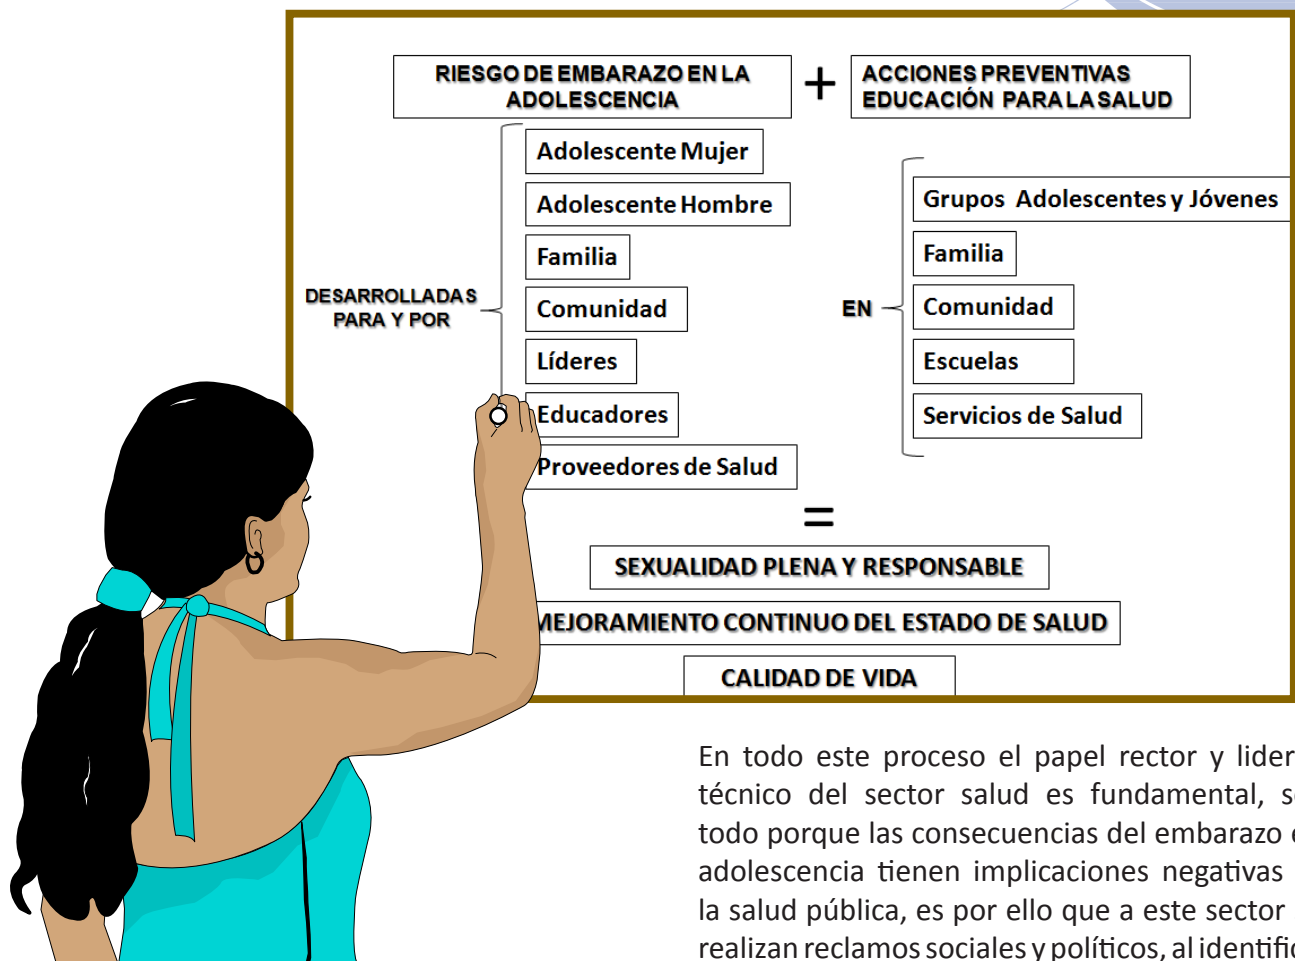 RIESGO DE EMBARAZO EN LA
ADOLESCENCIA
+
ACCIONES PREVENTIVAS
EDUCACIÓN PARA LA SALUD
DESARROLLADAS
PARA Y POR
Adolescente Mujer
Adolescente Hombre
Familia
Comunidad
Líderes
Educadores
Proveedores de Salud
EN
Grupos Adolescentes y Jóvenes
Familia
Comunidad
Escuelas
Servicios de Salud
=
SEXUALIDAD PLENA Y RESPONSABLE
MEJORAMIENTO CONTINUO DEL ESTADO DE SALUD
CALIDAD DE VIDA
En todo este proceso el papel rector y
técnico del sector salud es fundamental,
todo porque las consecuencias del embarazo
adolescencia tienen implicaciones negativas
la salud pública, es por ello que a este sector
realizan reclamos sociales y políticos, al